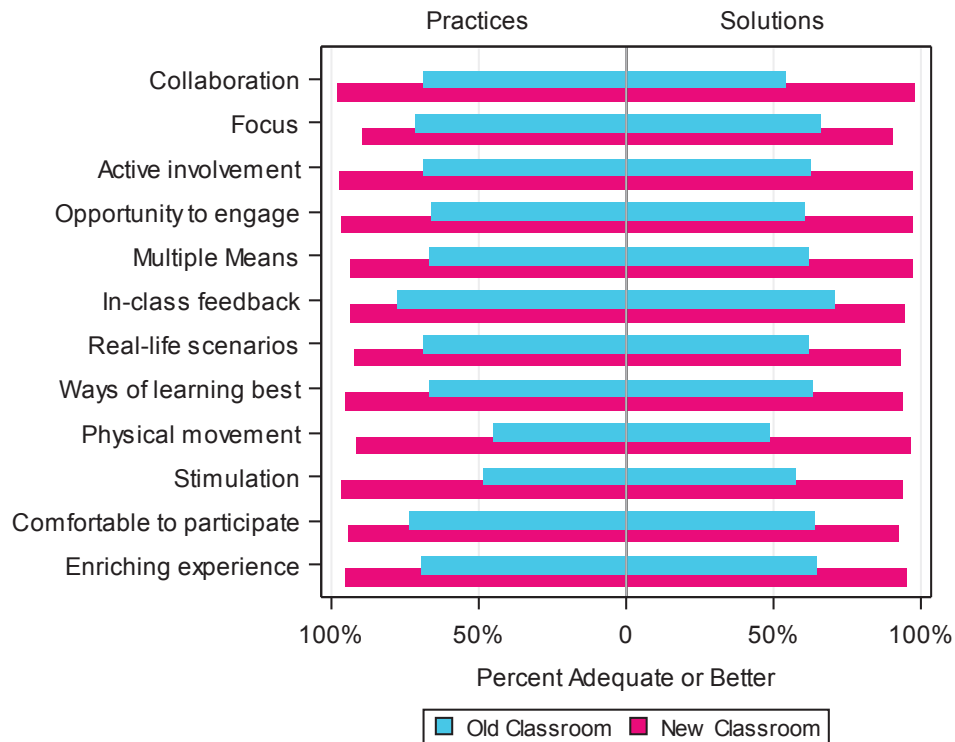 Practices Solutions
Collaboration
Focus
Active involvement
Opportunity to engage
Multiple Means
In-class feedback
Real-life scenarios
Ways of learning best
Physical movement
Stimulation
Comfortable to participate
Enriching experience
100% 50% 0 50% 100%
Percent Adequate or Better
Old Classroom New Classroom